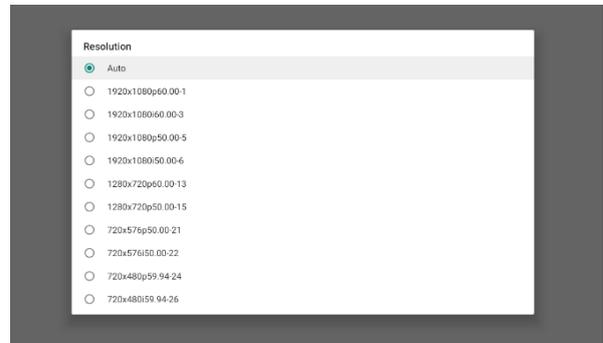 Resolution
Auto
1920x1080p60.00-1
1920x1080i60.00-3
1920x1080p50.00-5
1920x1080i50.00-6
1280x720p60.00-13
1280x720p50.00-15
720x576p50.00-21
720x576i50.00-22
720x480p59.94-24
720x480i59.94-26